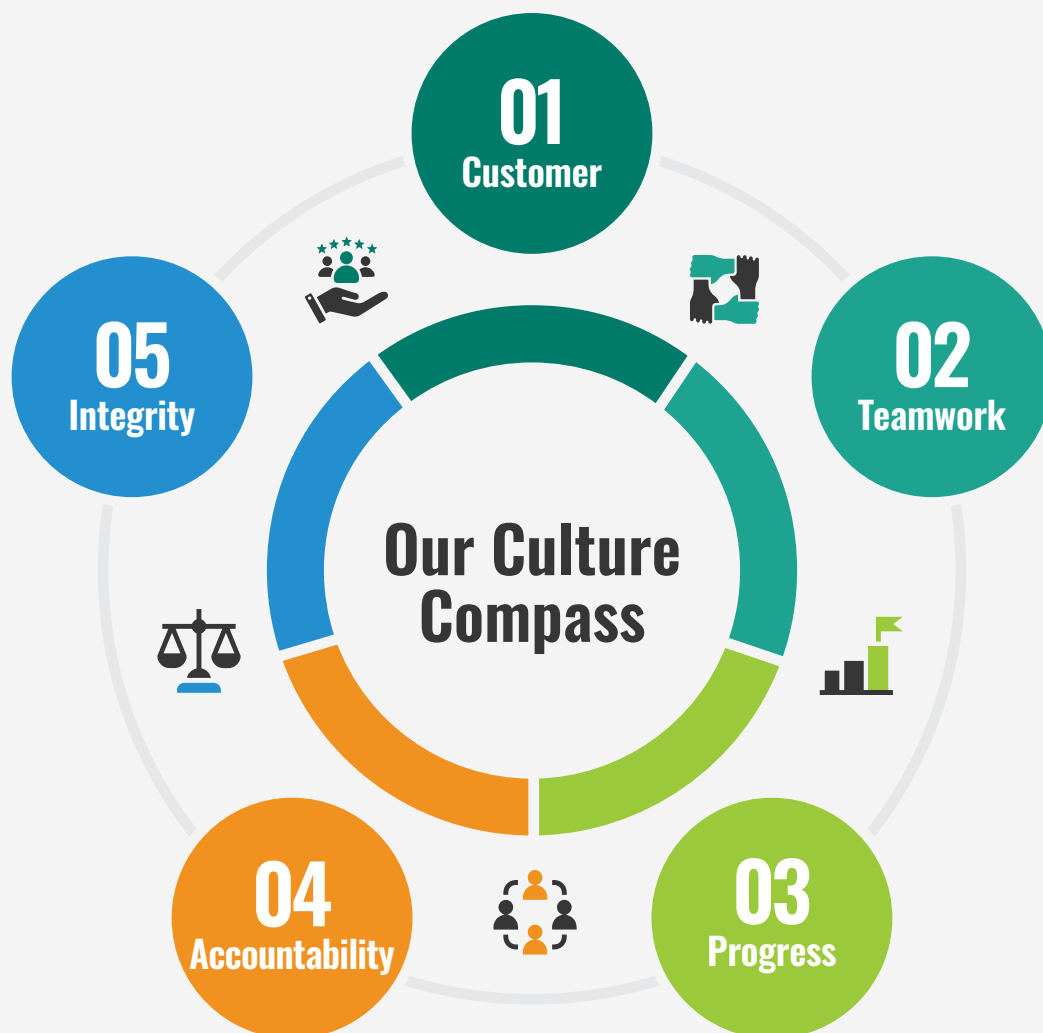 01
Customer
02
Teamwork
03
Progress
04
Accountability
05
Integrity
Our Culture
Compass